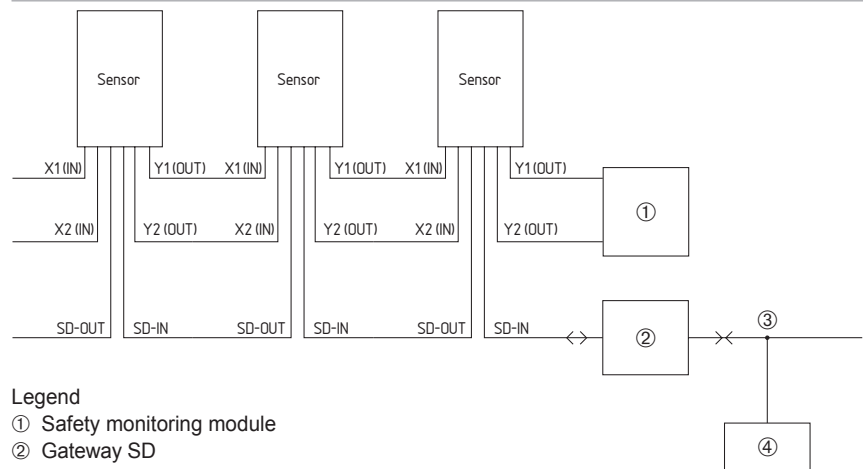 Sensor Sensor Sensor
X1 (IN) Y1 (OUT) X1 (IN) Y1 (OUT) X1 (IN) Y1 (OUT)
①
X2 (IN) Y2 (OUT) X2 (IN) Y2 (OUT) X2 (IN) Y2 (OUT)
③
SD-OUT SD-IN SD-OUT SD-IN SD-OUT SD-IN
②
Legend
① Safety monitoring module
② Gateway SD
④